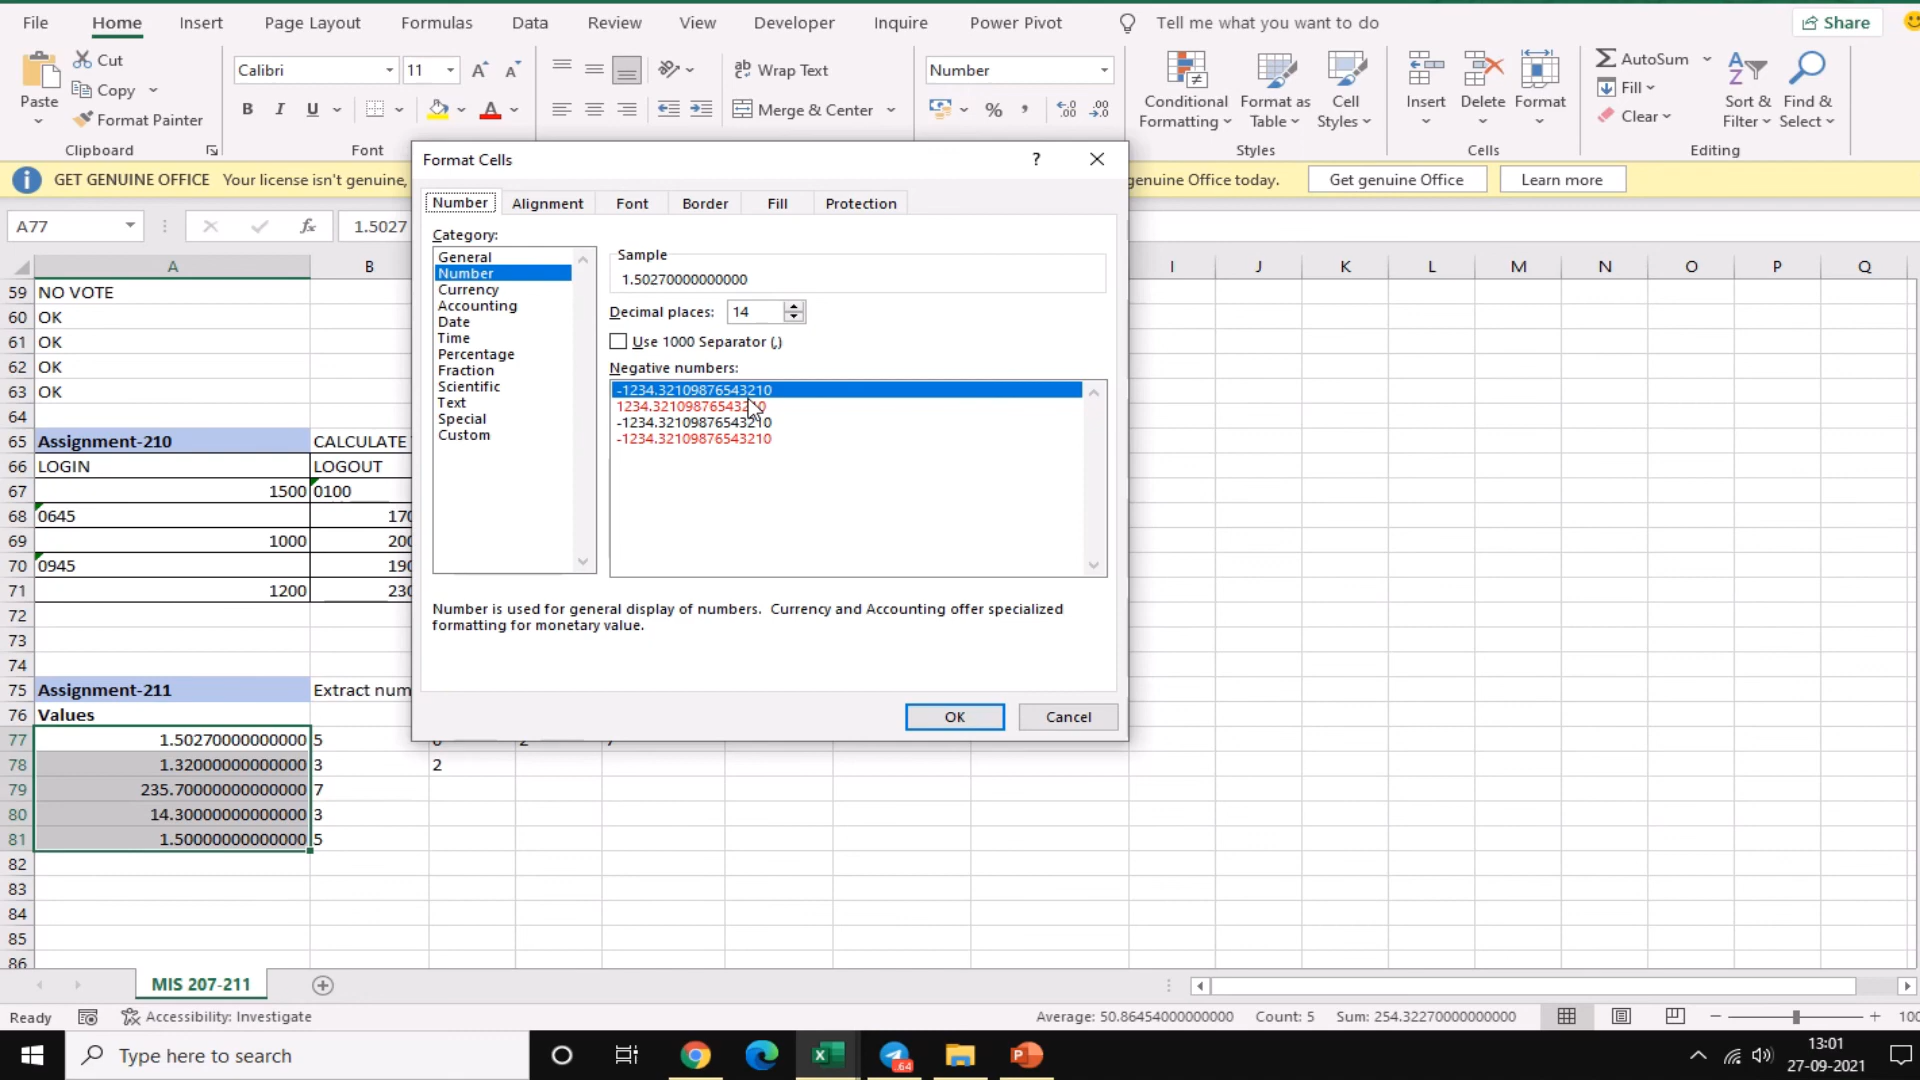 File Home Insert Page Layout Formulas Data Review View Developer Inquire Power Pivot Tell me what you want to do Share
Paste Cut Copy Format Painter
Calibri 11
B I U A
Wrap Text
Merge & Center
Number
%
Conditional Formatting Format as Table Cell Styles
Insert Delete Format
AutoSum
Fill
Clear
Sort & Filter Find & Select
Clipboard Font Styles Cells Editing
GET GENUINE OFFICE Your license isn't genuine, genuine Office today. Get genuine Office Learn more
A77 fx 1.5027
Format Cells ?
Number Alignment Font Border Fill Protection
Category:
General
Number
Currency
Accounting
Date
Time
Percentage
Fraction
Scientific
Text
Special
Custom
Sample
1.50270000000000
Decimal places: 14
Use 1000 Separator (,)
Negative numbers:
-1234.32109876543210
1234.32109876543210
-1234.32109876543210
-1234.32109876543210
Number is used for general display of numbers. Currency and Accounting offer specialized
formatting for monetary value.
OK Cancel
A B I J K L M N O P Q
59 NO VOTE
60 OK
61 OK
62 OK
63 OK
64
65 Assignment-210 CALCULATE
66 LOGIN LOGOUT
67 1500 0100
68 0645 170
69 1000 200
70 0945 190
71 1200 230
72
73
74
75 Assignment-211 Extract num
76 Values
77 1.50270000000000 5
78 1.32000000000000 3 2
79 235.70000000000000 7
80 14.30000000000000 3
81 1.50000000000000 5
82
83
84
85
86
MIS 207-211
Ready Accessibility: Investigate Average: 50.86454000000000 Count: 5 Sum: 254.32270000000000 100
Type here to search
.64
13:01
27-09-2021